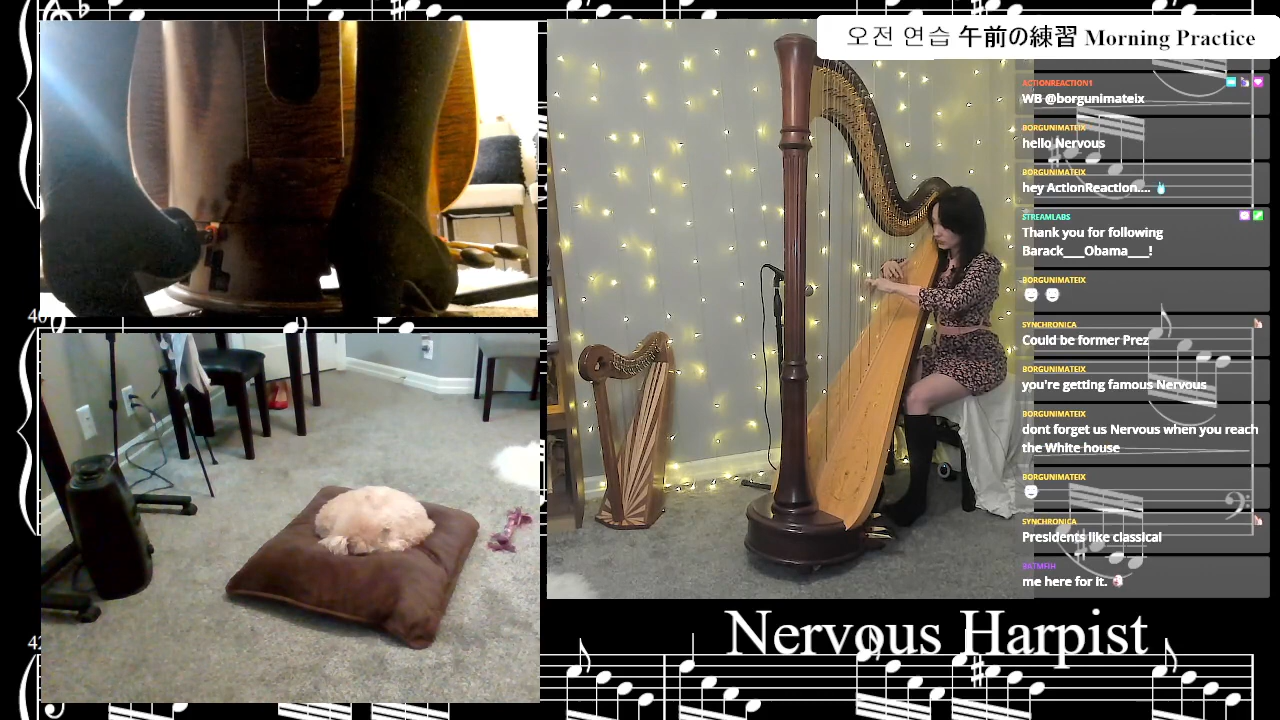 오전 연습 午前の練習 Morning Practice
ACTIONREACTION1
WB @borgunimateix
BORGUNIMATEIX
hello Nervous
BORGUNIMATEIX
hey ActionReaction....
STREAMLABS
Thank you for following
Barack___Obama___!
BORGUNIMATEIX
SYNCHRONICA
Could be former Prez
BORGUNIMATEIX
you're getting famous Nervous
BORGUNIMATEIX
dont forget us Nervous when you reach
the White house
BORGUNIMATEIX
SYNCHRONICA
Presidents like classical
BATMFIH
me here for it.
Nervous Harpist
40
42